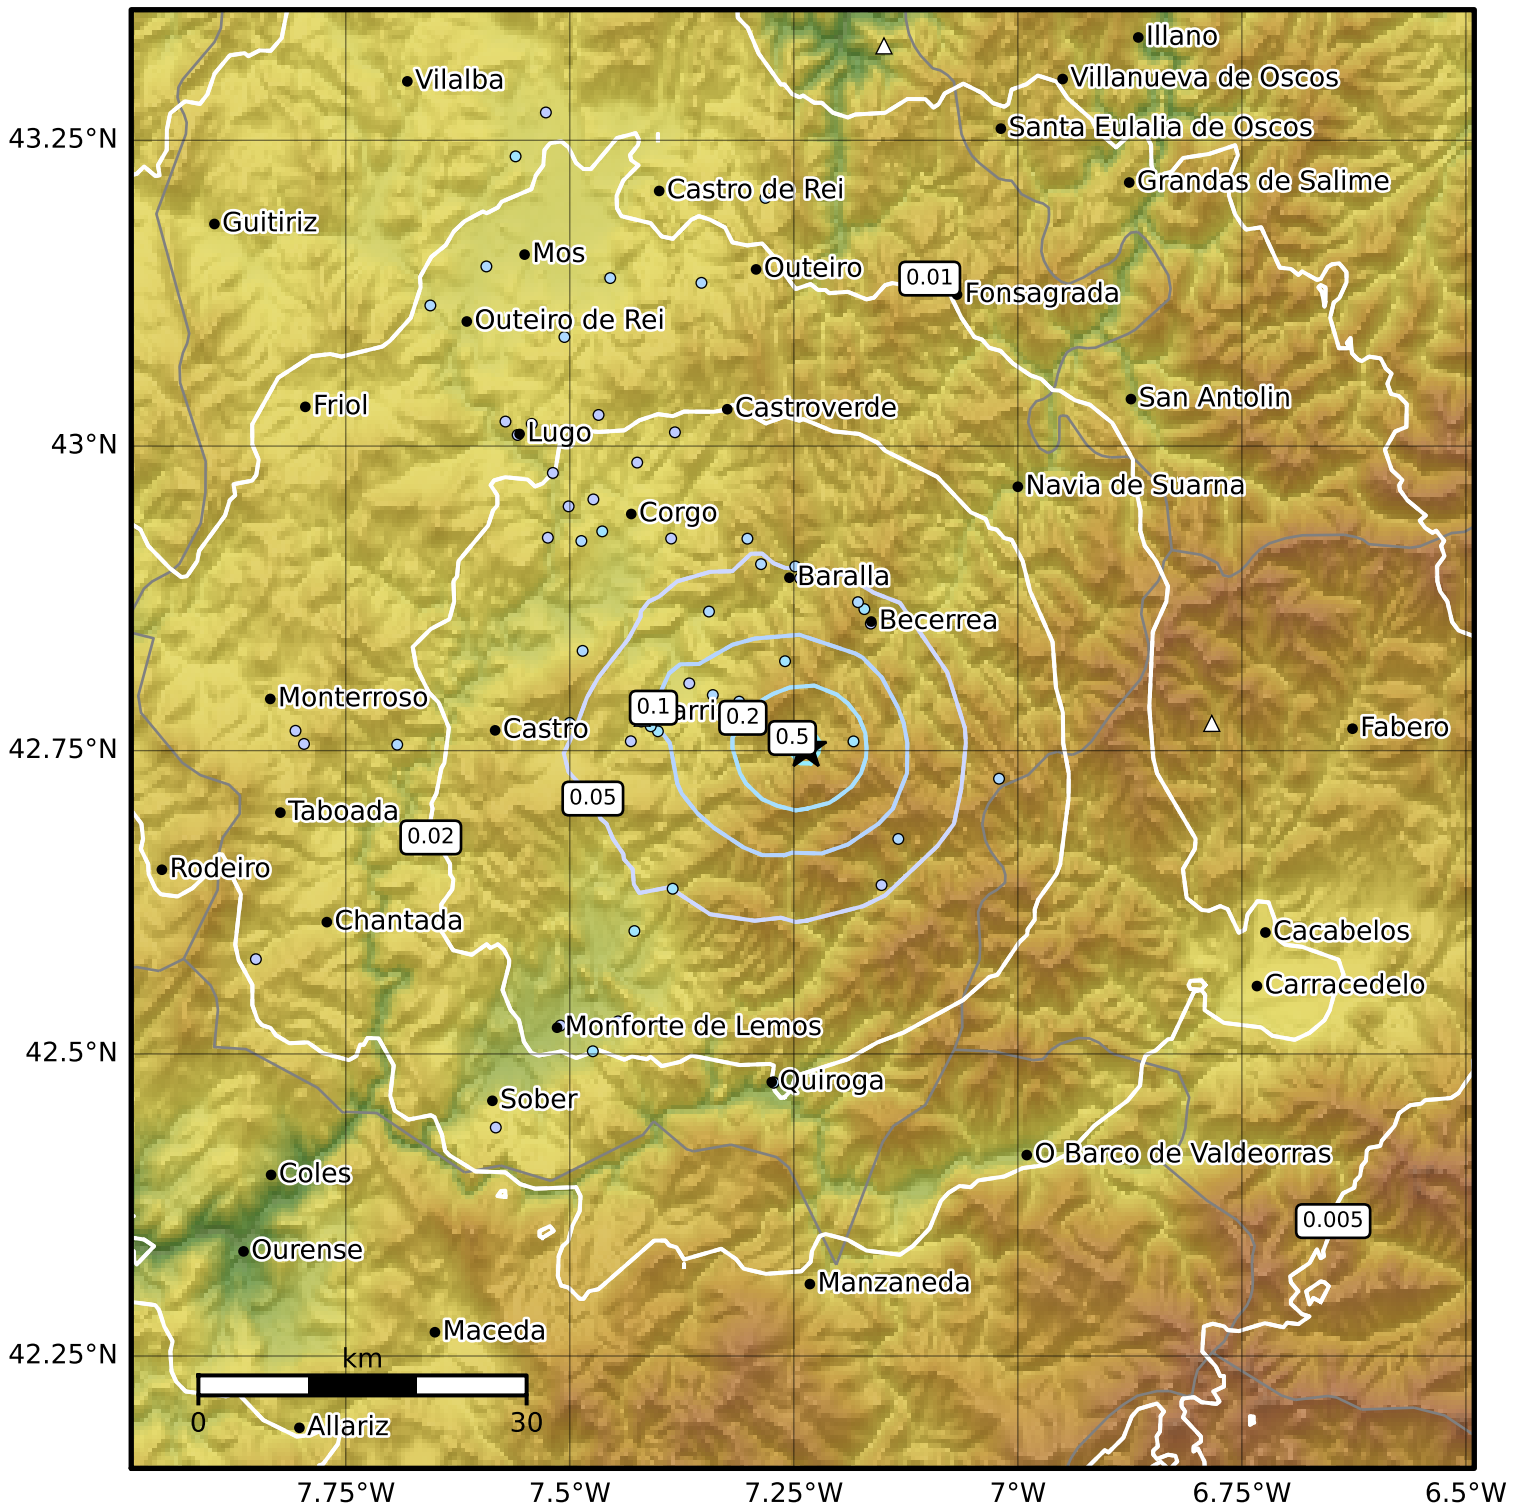 Illano
Vilalba
Villanueva de Oscos
43.25°N
Santa Eulalia de Oscos
Castro de Rei
Grandas de Salime
Guitiriz
Mos
Outeiro
0.01
Fonsagrada
Outeiro de Rei
San Antolin
Friol
Castroverde
43°N
Lugo
Navia de Suarna
Corgo
Baralla
Becerrea
Monterroso
0.1
arri
0.2
Castro
0.5
Fabero
42.75°N
0.05
Taboada
0.02
Rodeiro
Chantada
Cacabelos
Carracedelo
Monforte de Lemos
42.5°N
Quiroga
Sober
O Barco de Valdeorras
Coles
0.005
Ourense
Manzaneda
Maceda
42.25°N
km
0
30
Allariz
7.75°W
7.5°W
7.25°W
7°W
6.75°W
6.5°W